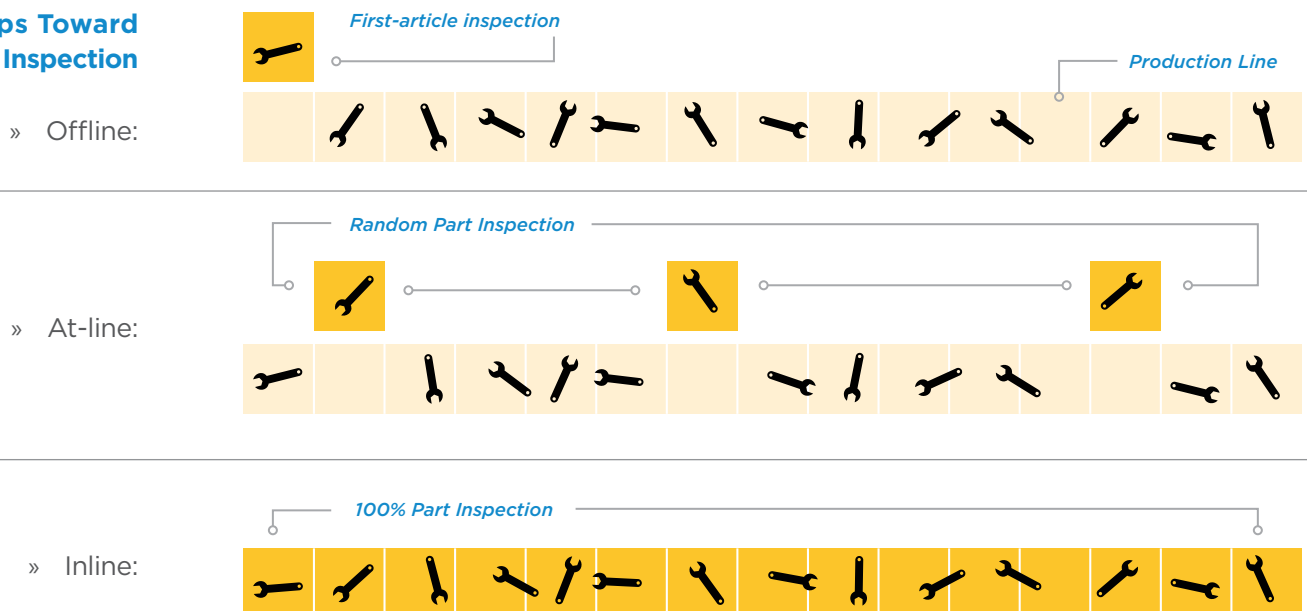 ps Toward
Inspection
First-article inspection
Production Line
» Offline:
Random Part Inspection
» At-line:
100% Part Inspection
» Inline: